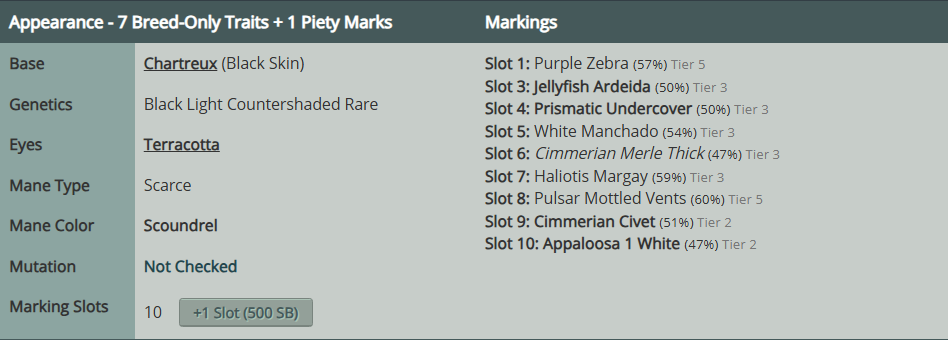 Appearance - 7 Breed-Only Traits + 1 Piety Marks
Base Chartreux (Black Skin)
Genetics Black Light Countershaded Rare
Eyes Terracotta
Mane Type Scarce
Mane Color Scoundrel
Mutation Not Checked
Marking Slots 10 +1 Slot (500 SB)
Markings
Slot 1: Purple Zebra (57%) Tier 5
Slot 3: Jellyfish Ardeida (50%) Tier 3
Slot 4: Prismatic Undercover (50%) Tier 3
Slot 5: White Manchado (54%) Tier 3
Slot 6: Cimmerian Merle Thick (47%) Tier 3
Slot 7: Haliotis Margay (59%) Tier 3
Slot 8: Pulsar Mottled Vents (60%) Tier 5
Slot 9: Cimmerian Civet (51%) Tier 2
Slot 10: Appaloosa 1 White (47%) Tier 2